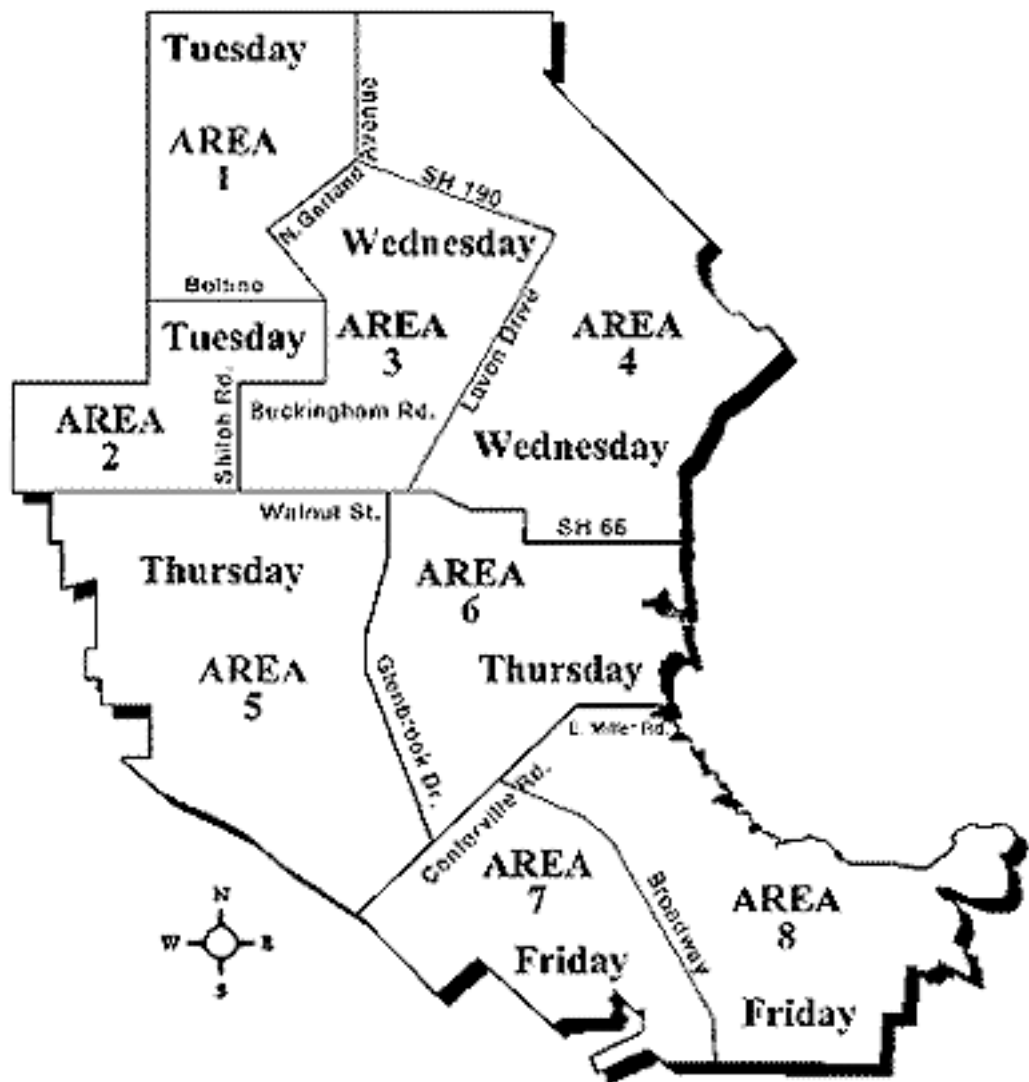 Tuesday
AREA
1
N. Garland Avenue
SH 190
Wednesday
Beltline
Tuesday
AREA
3
Lavon Drive
AREA
4
Shiloh Rd.
Buckingham Rd.
AREA
2
Wednesday
Walnut St.
SH 66
Thursday
AREA
6
AREA
5
Thursday
Glenbrook Dr.
E. Miller Rd.
Centerville Rd.
AREA
7
Broadway
AREA
8
Friday
Friday
N
W
E
S